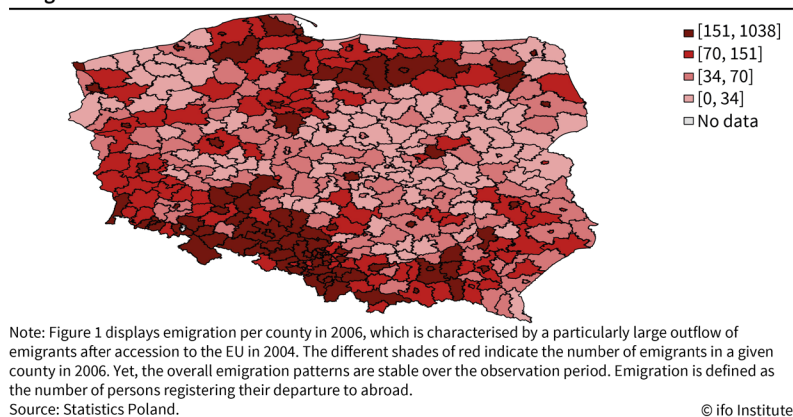 [151, 1038]
[70, 151]
[34, 70]
[0, 34]
No data
Note: Figure 1 displays emigration per county in 2006, which is characterised by a particularly large outflow of
emigrants after accession to the EU in 2004. The different shades of red indicate the number of emigrants in a given
county in 2006. Yet, the overall emigration patterns are stable over the observation period. Emigration is defined as
the number of persons registering their departure to abroad.
Source: Statistics Poland.
© ifo Institute